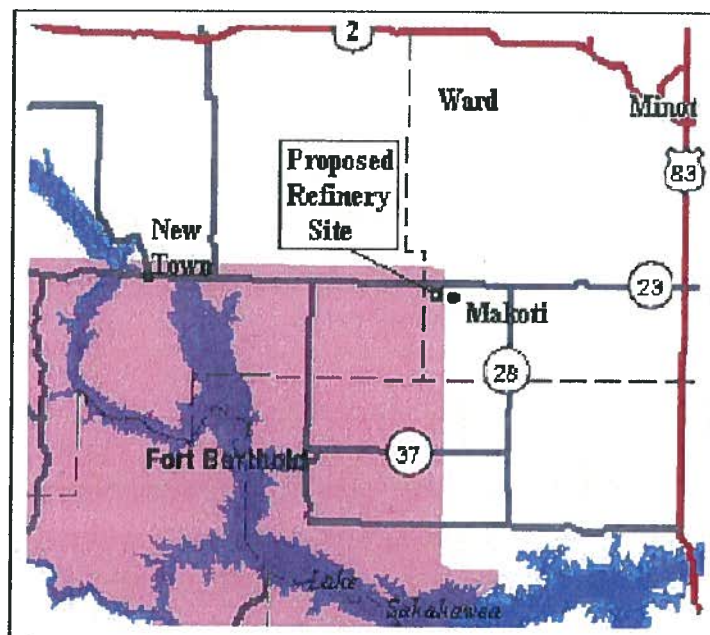 2
Ward
Minot
Proposed
Refinery
Site
83
New
Town
23
Makoti
28
Fort Berthold
37
Lake
Sakakawea